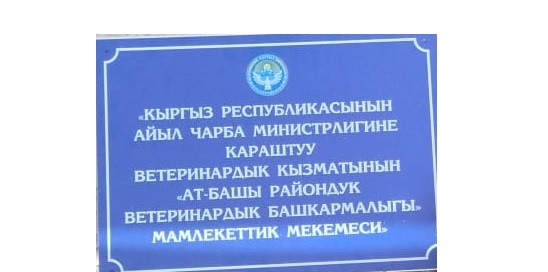 «КЫРГЫЗ РЕСПУБЛИКАСЫНЫН
АЙЫЛ ЧАРБА МИНИСТРЛИГИНЕ
КАРАШТУУ
ВЕТЕРИНАРДЫК КЫЗМАТЫНЫН
«АТ-БАШЫ РАЙОНДУК
ВЕТЕРИНАРДЫК БАШКАРМАЛЫГЫ»
МАМЛЕКЕТТИК МЕКЕМЕСИ»